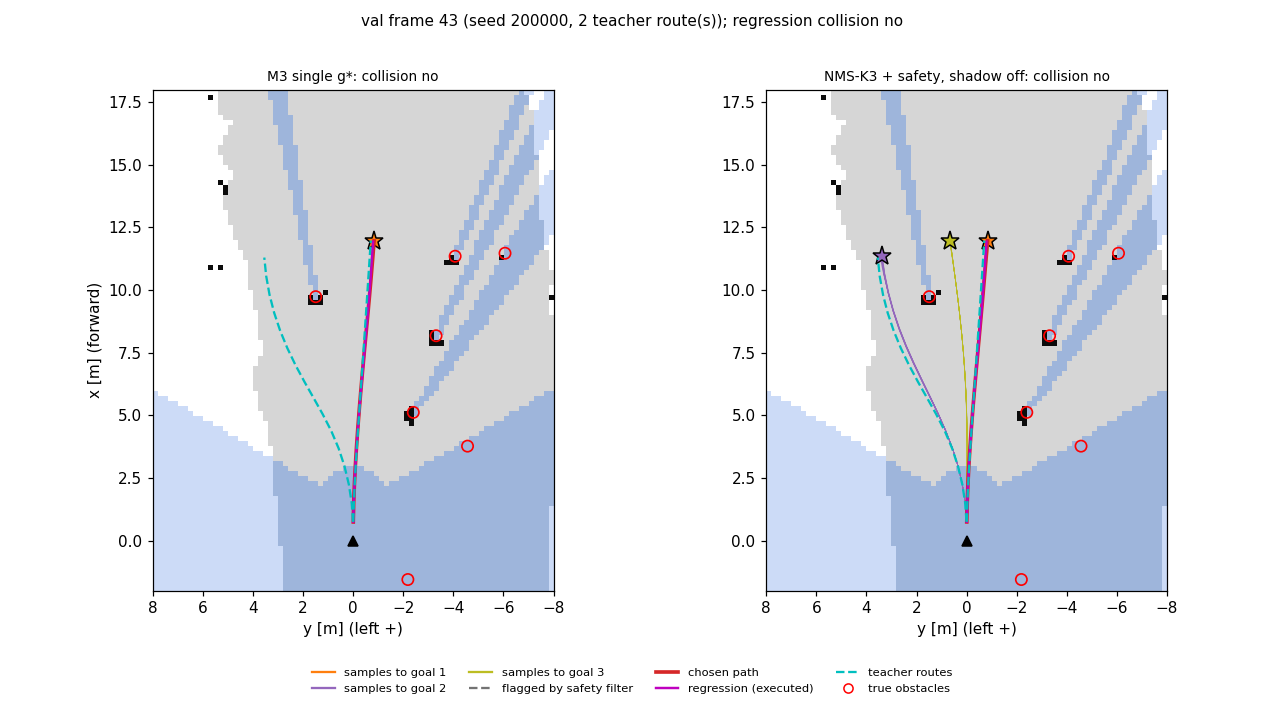 val frame 43 (seed 200000, 2 teacher route(s)); regression collision no
M3 single g*: collision no
NMS-K3 + safety, shadow off: collision no
17.5
15.0
12.5
10.0
7.5
5.0
2.5
0.0
x [m] (forward)
8 6 4 2 0 −2 −4 −6 −8
y [m] (left +)
17.5
15.0
12.5
10.0
7.5
5.0
2.5
0.0
8 6 4 2 0 −2 −4 −6 −8
y [m] (left +)
samples to goal 1
samples to goal 2
samples to goal 3
flagged by safety filter
chosen path
regression (executed)
teacher routes
true obstacles